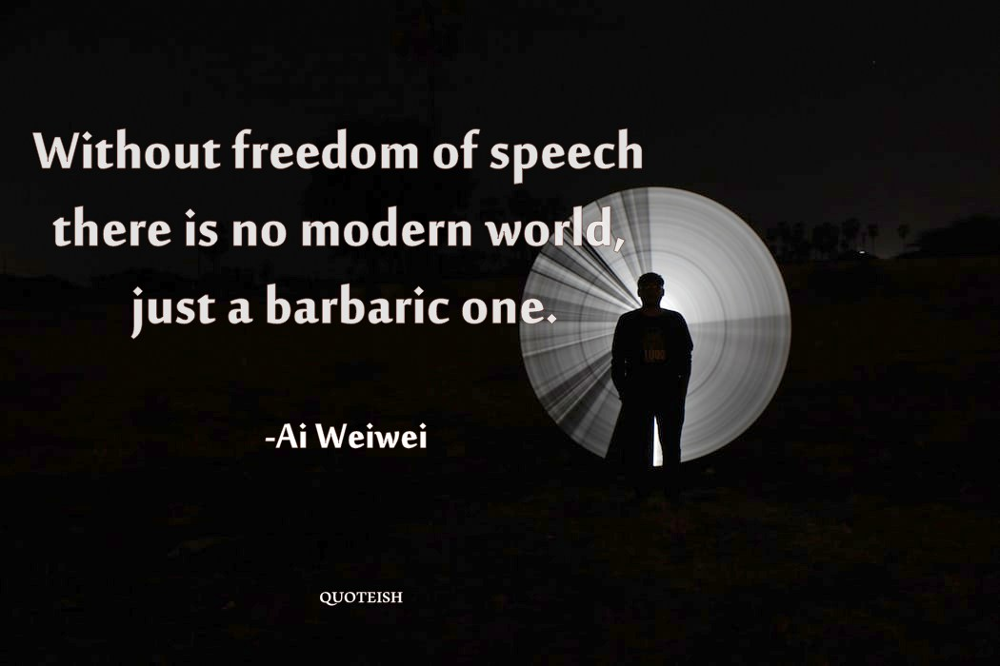 Without freedom of speech
there is no modern world,
just a barbaric one.
-Ai Weiwei
QUOTEISH